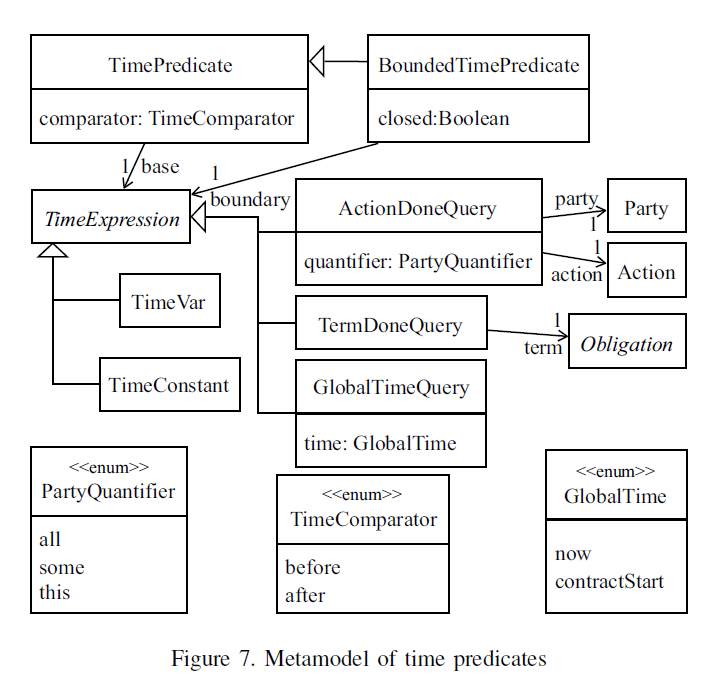 TimePredicate
comparator: TimeComparator
BoundedTimePredicate
closed:Boolean
1 base
1
boundary
TimeExpression
ActionDoneQuery
quantifier: PartyQuantifier
party
1
Party
1
action
Action
TimeVar
TermDoneQuery
1
term
Obligation
TimeConstant
GlobalTimeQuery
time: GlobalTime
<<enum>>
PartyQuantifier
all
some
this
<<enum>>
TimeComparator
before
after
<<enum>>
GlobalTime
now
contractStart
Figure 7. Metamodel of time predicates